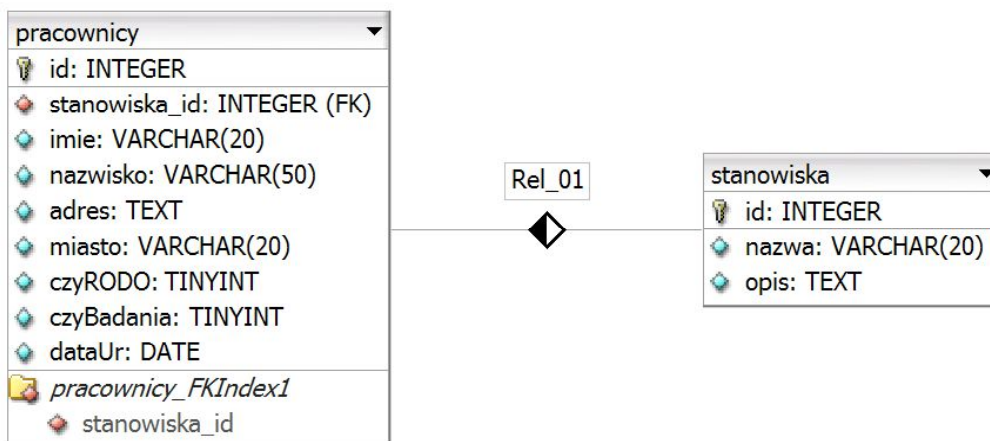 pracownicy
id: INTEGER
stanowiska_id: INTEGER (FK)
imie: VARCHAR(20)
nazwisko: VARCHAR(50)
adres: TEXT
miasto: VARCHAR(20)
czyRODO: TINYINT
czyBadania: TINYINT
dataUr: DATE
pracownicy_FKIndex1
stanowiska_id
Rel_01
stanowiska
id: INTEGER
nazwa: VARCHAR(20)
opis: TEXT